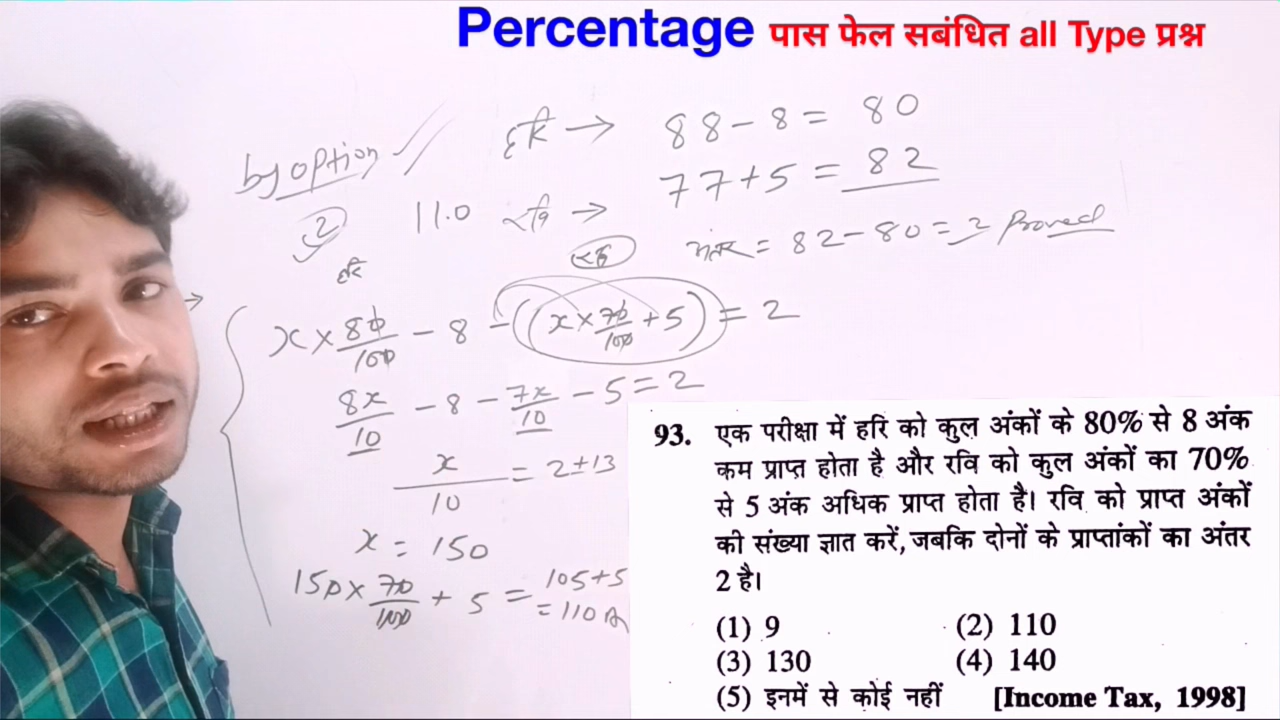 Percentage पास फेल सबंधित all Type प्रश्न
by option
हरि → 88 - 8 = 80
2 110 रवि → 77 + 5 = 82
अंतर = 82 - 80 = 2 Proved
हरि
x × 80/100 - 8 - (x × 70/100 + 5) = 2
8x/10 - 8 - 7x/10 - 5 = 2
x/10 = 2 + 13
x = 150
150 × 70/100 + 5 = 105 + 5
= 110 A
93. एक परीक्षा में हरि को कुल अंकों के 80% से 8 अंक
कम प्राप्त होता है और रवि को कुल अंकों का 70%
से 5 अंक अधिक प्राप्त होता है। रवि को प्राप्त अंकों
की संख्या ज्ञात करें, जबकि दोनों के प्राप्तांकों का अंतर
2 है।
(1) 9 (2) 110
(3) 130 (4) 140
(5) इनमें से कोई नहीं [Income Tax, 1998]